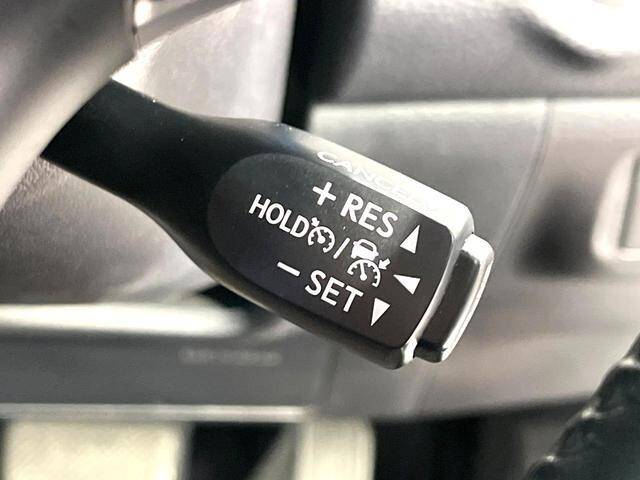 CANCEL
+ RES ▲
HOLD / ◀
− SET ▼